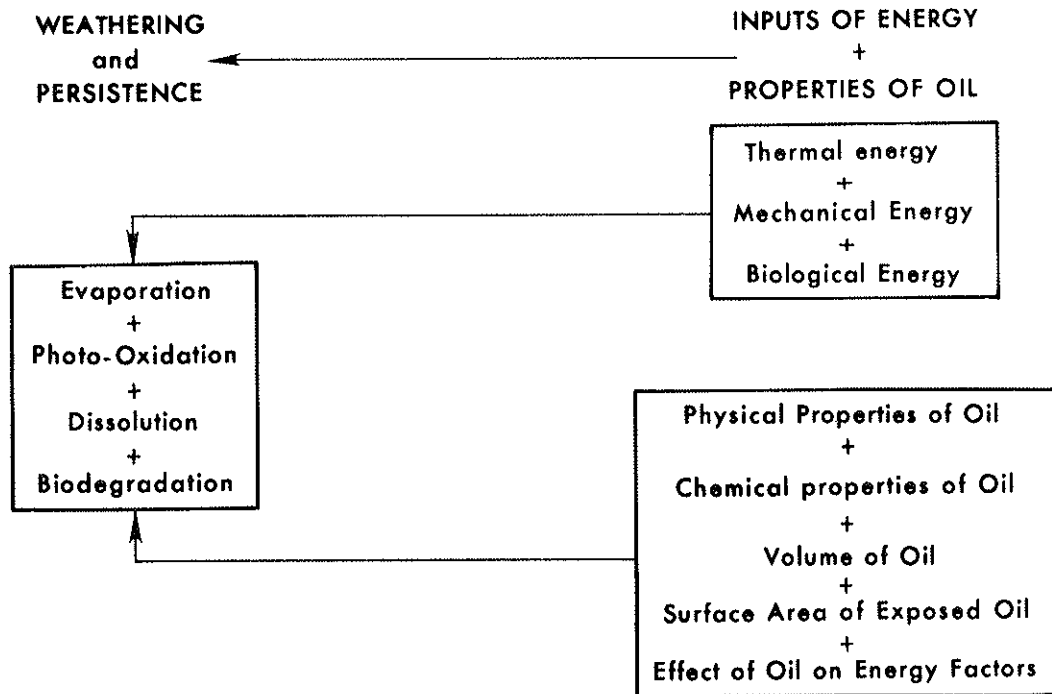 WEATHERING
and
PERSISTENCE
INPUTS OF ENERGY
+
PROPERTIES OF OIL
Thermal energy
+
Mechanical Energy
+
Biological Energy
Evaporation
+
Photo-Oxidation
+
Dissolution
+
Biodegradation
Physical Properties of Oil
+
Chemical properties of Oil
+
Volume of Oil
+
Surface Area of Exposed Oil
+
Effect of Oil on Energy Factors